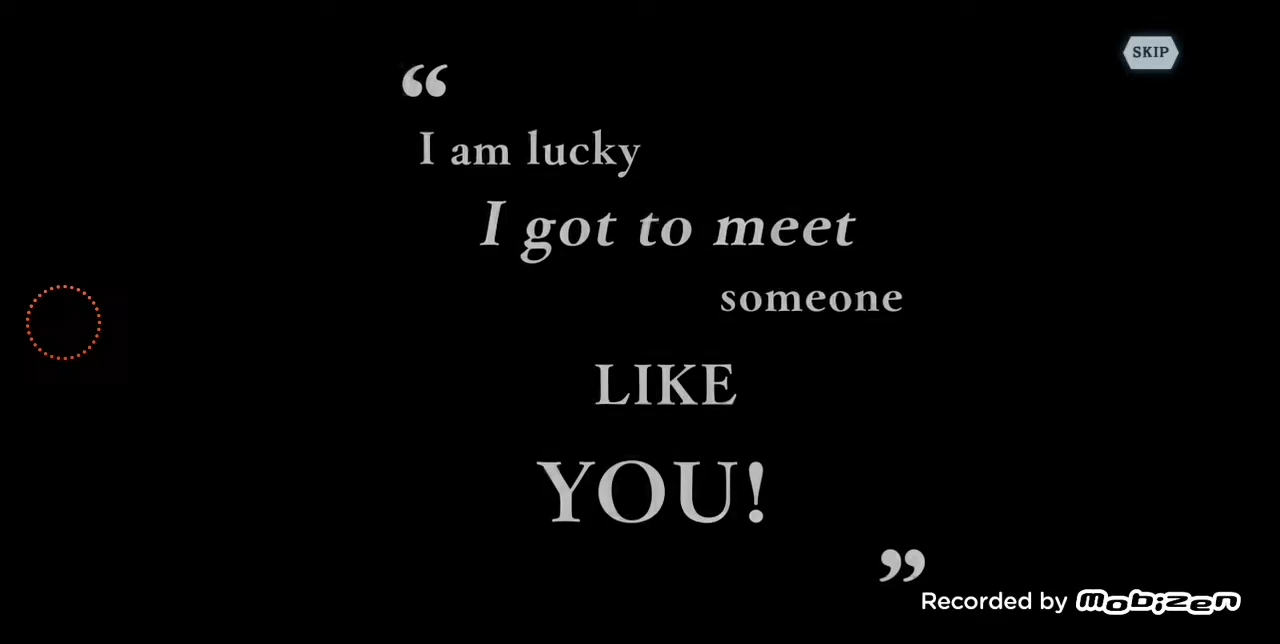 SKIP
“
I am lucky
I got to meet
someone
LIKE
YOU!
”
Recorded by mobizen